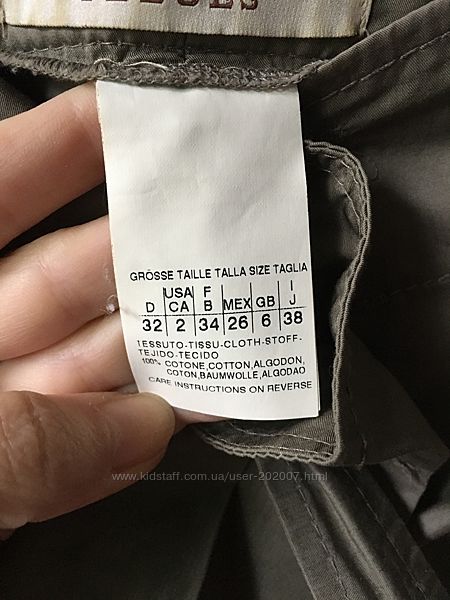 GRÖSSE TAILLE TALLA SIZE TAGLIA
D USA CA F B MEX GB I J
32 2 34 26 6 38
TESSUTO-TISSU-CLOTH-STOFF-
TEJIDO-TECIDO
100% COTONE,COTTON,ALGODON,
COTON,BAUMWOLLE,ALGODAO
CARE INSTRUCTIONS ON REVERSE
www.kidstaff.com.ua/user-202007.html